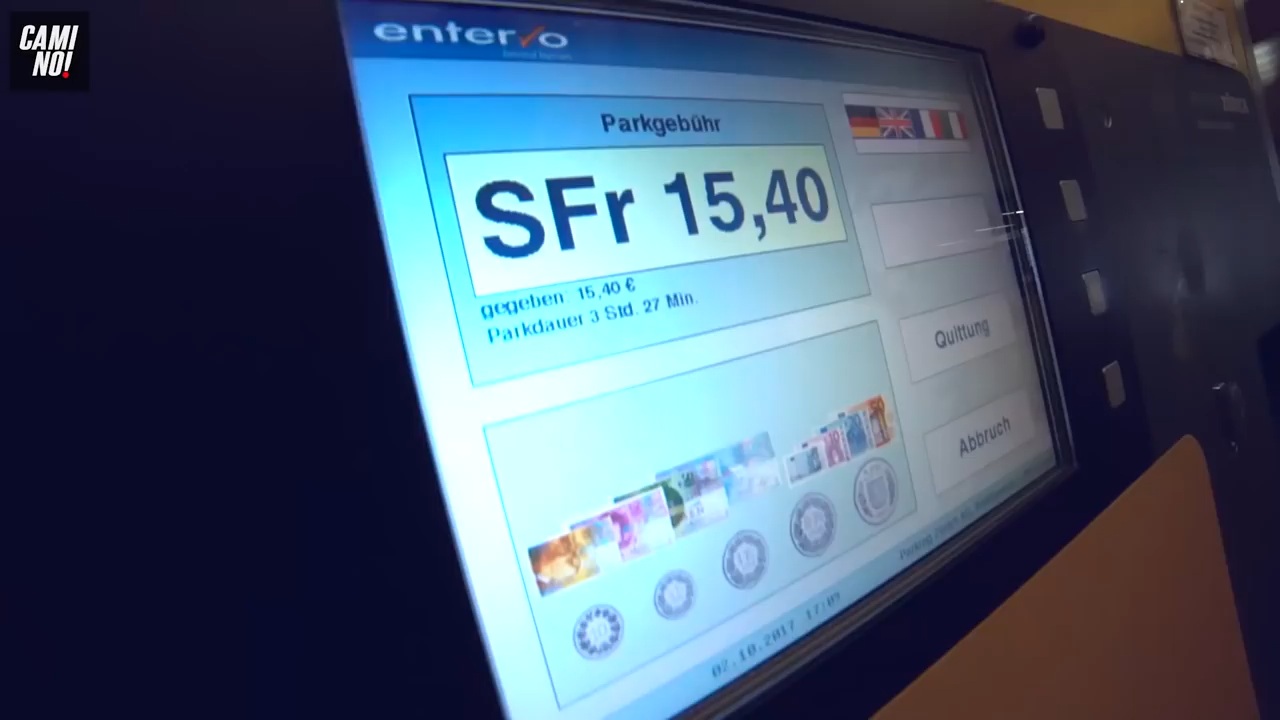 CAMI
NO!
entervo
Parkgebühr
SFr 15,40
gegeben: 15,40 €
Parkdauer 3 Std. 27 Min.
Quittung
Abbruch
02.10.2017 17:09